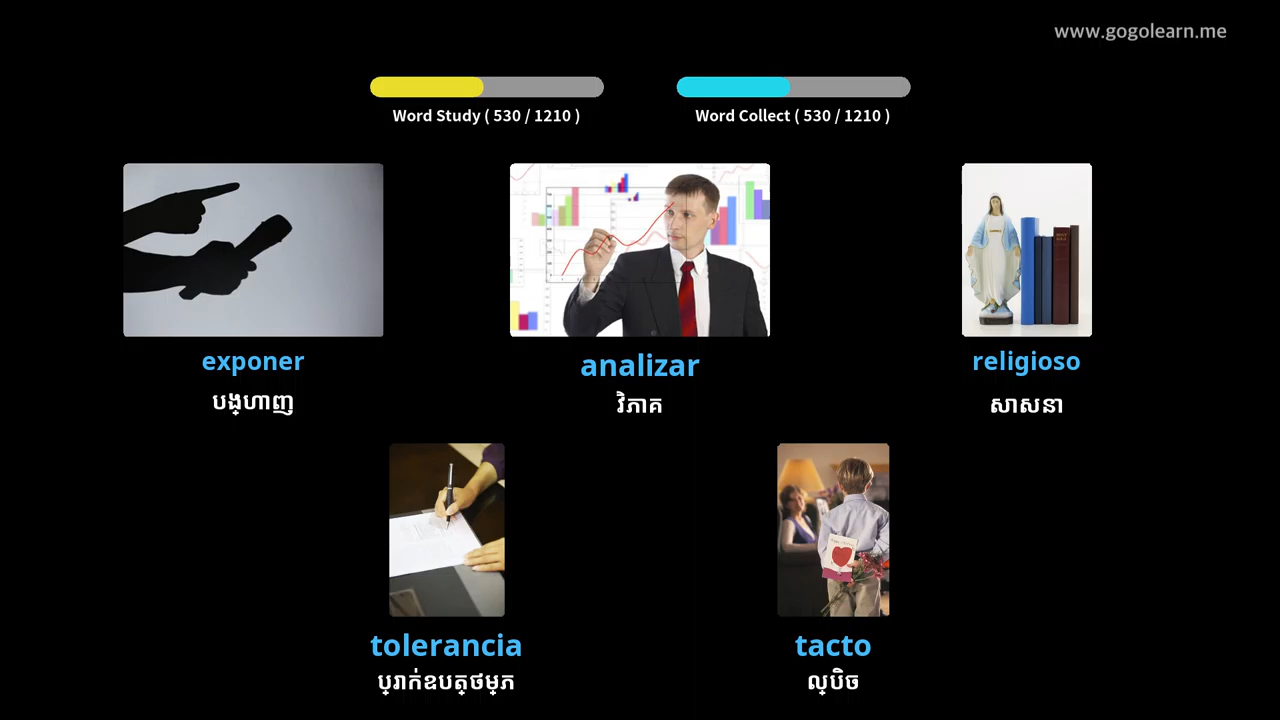 www.gogolearn.me
Word Study ( 530 / 1210 )
Word Collect ( 530 / 1210 )
exponer
បង្ហាញ
analizar
វិភាគ
religioso
សាសនា
tolerancia
ប្រាក់ឧបត្ថម្ភ
tacto
ល្បិច